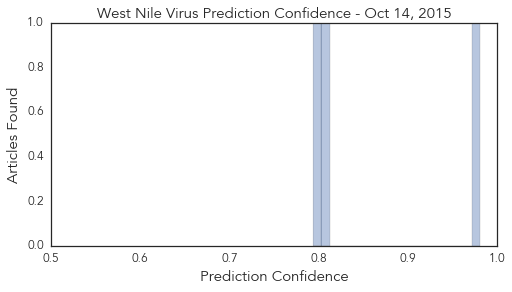 West Nile Virus Prediction Confidence - Oct 14, 2015
1.0
0.8
0.6
0.4
0.2
0.0
Articles Found
0.5 0.6 0.7 0.8 0.9 1.0
Prediction Confidence